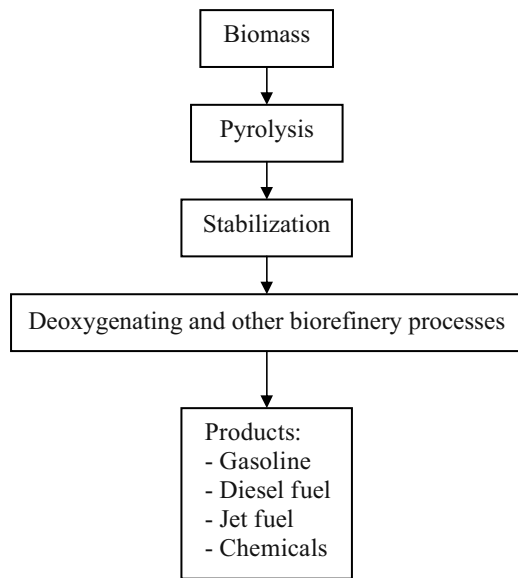 Biomass
Pyrolysis
Stabilization
Deoxygenating and other biorefinery processes
Products:
- Gasoline
- Diesel fuel
- Jet fuel
- Chemicals